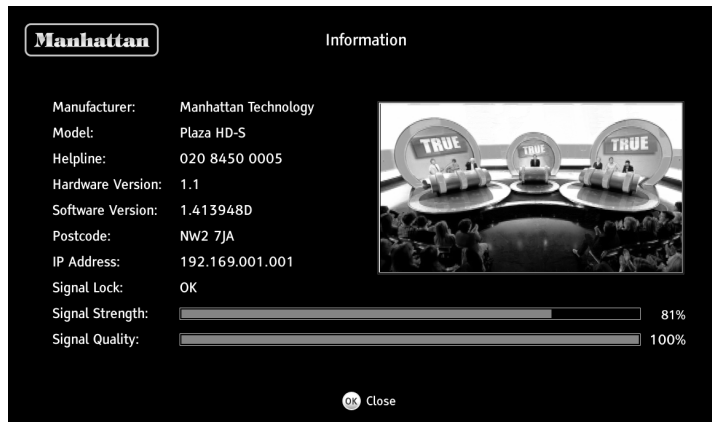 Manhattan
Information
Manufacturer: Manhattan Technology
Model: Plaza HD-S
Helpline: 020 8450 0005
Hardware Version: 1.1
Software Version: 1.413948D
Postcode: NW2 7JA
IP Address: 192.169.001.001
Signal Lock: OK
Signal Strength: 81%
Signal Quality: 100%
TRUE
TRUE
TRUE
OK Close